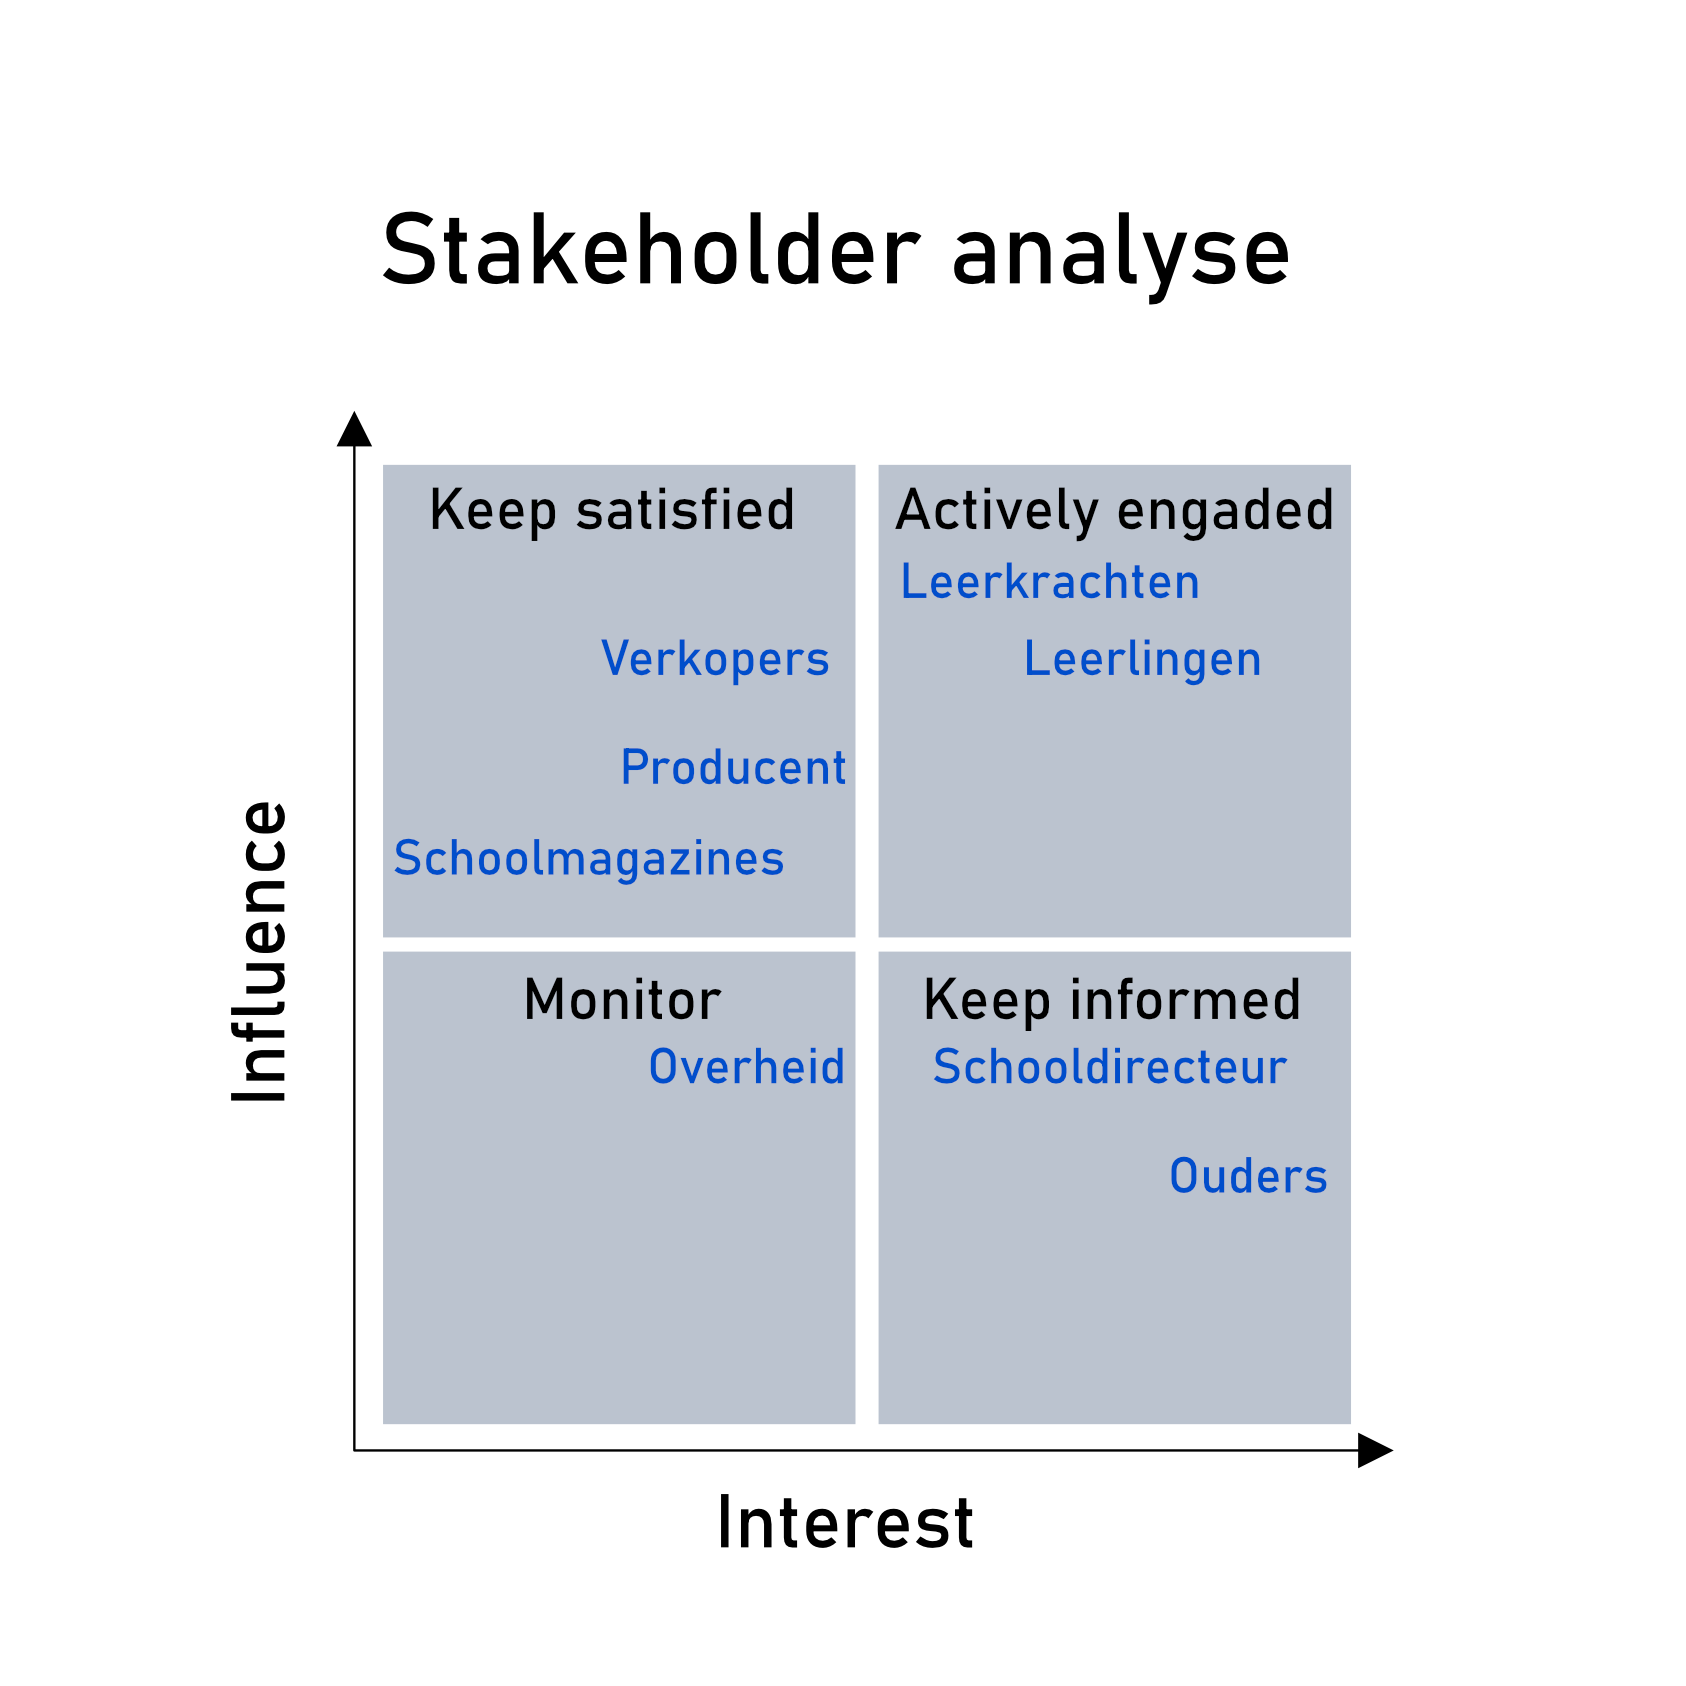 Stakeholder analyse
Keep satisfied
Verkopers
Producent
Schoolmagazines
Actively engaded
Leerkrachten
Leerlingen
Influence
Monitor
Overheid
Keep informed
Schooldirecteur
Ouders
Interest